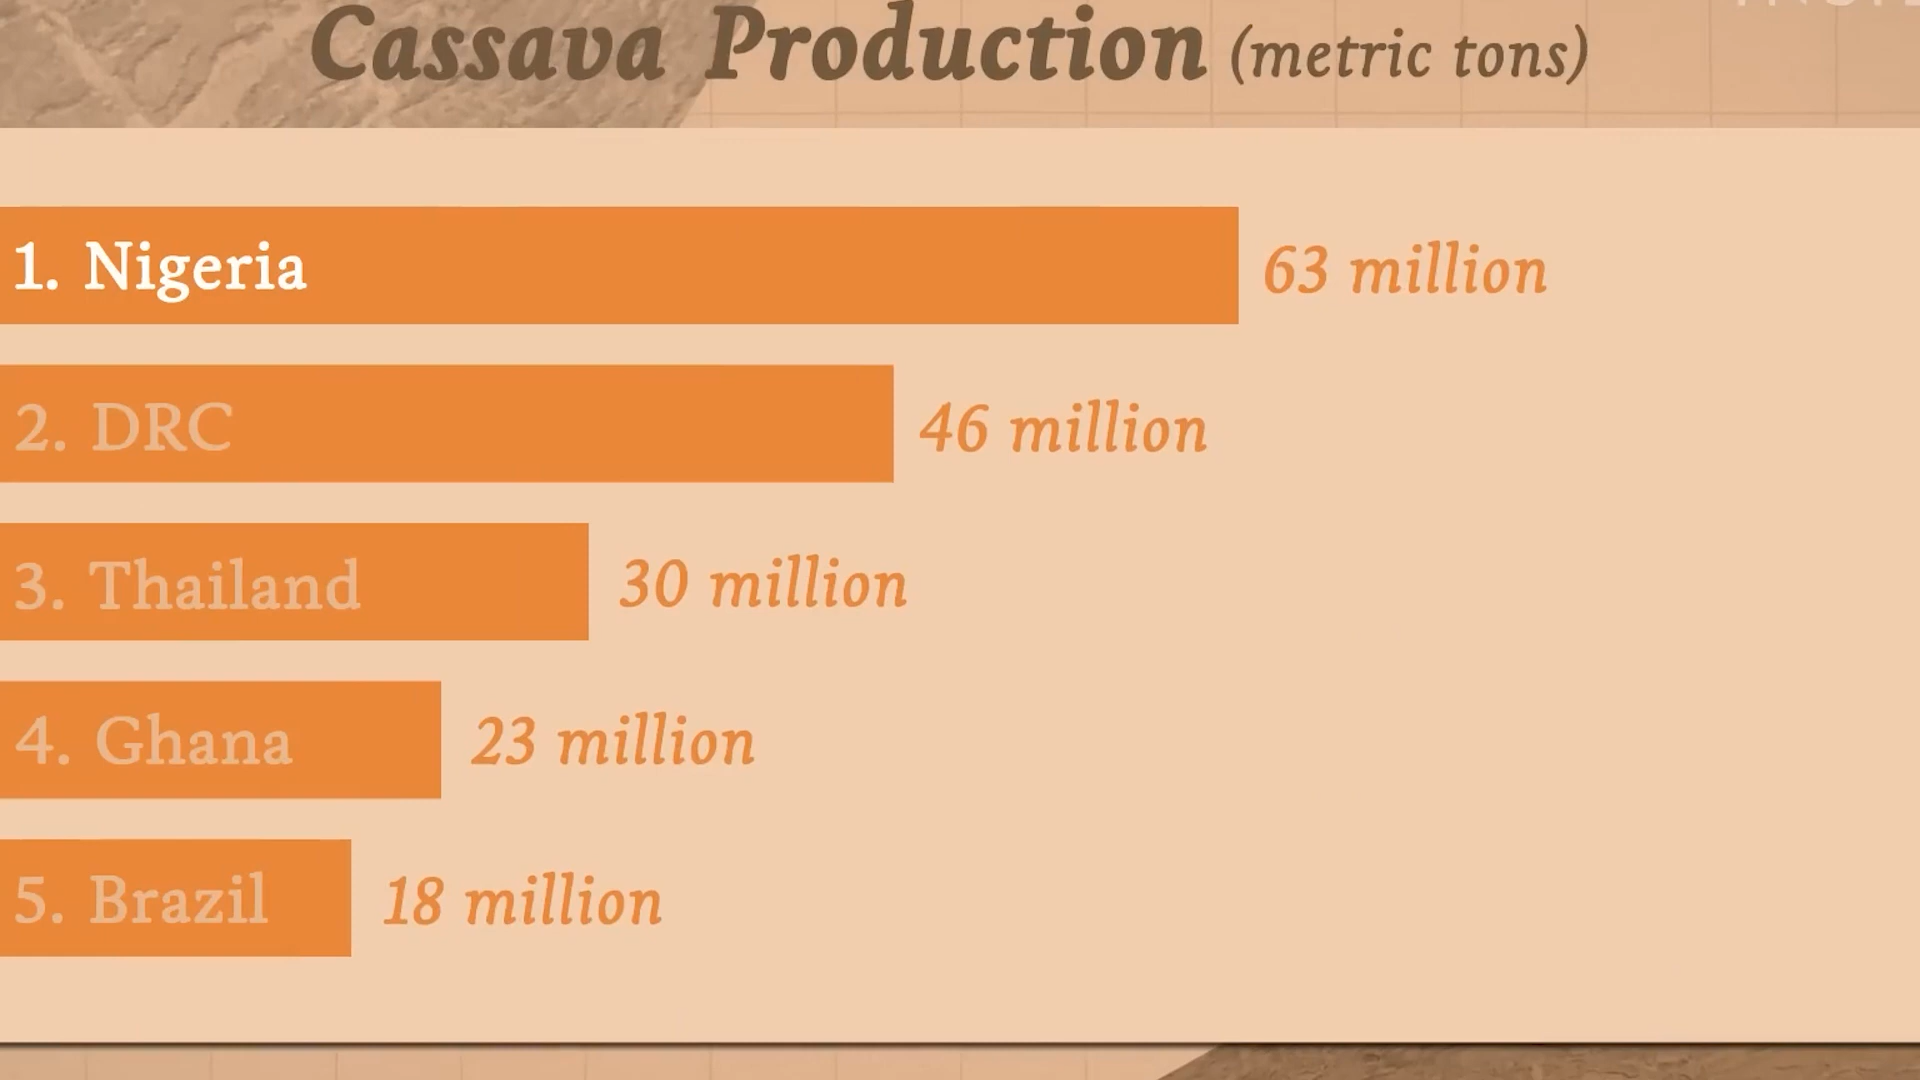 Cassava Production (metric tons)
1. Nigeria 63 million
2. DRC 46 million
3. Thailand 30 million
4. Ghana 23 million
5. Brazil 18 million